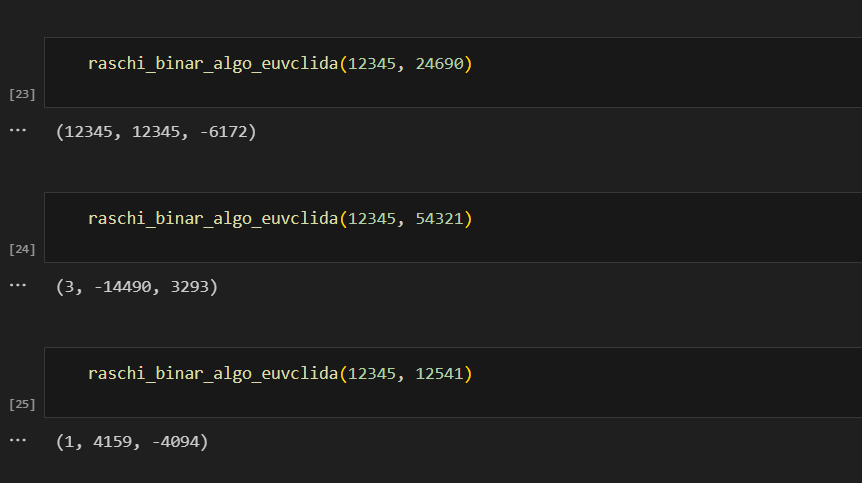 raschi_binar_algo_euvclida(12345, 24690)
[23]
... (12345, 12345, -6172)
raschi_binar_algo_euvclida(12345, 54321)
[24]
... (3, -14490, 3293)
raschi_binar_algo_euvclida(12345, 12541)
[25]
... (1, 4159, -4094)